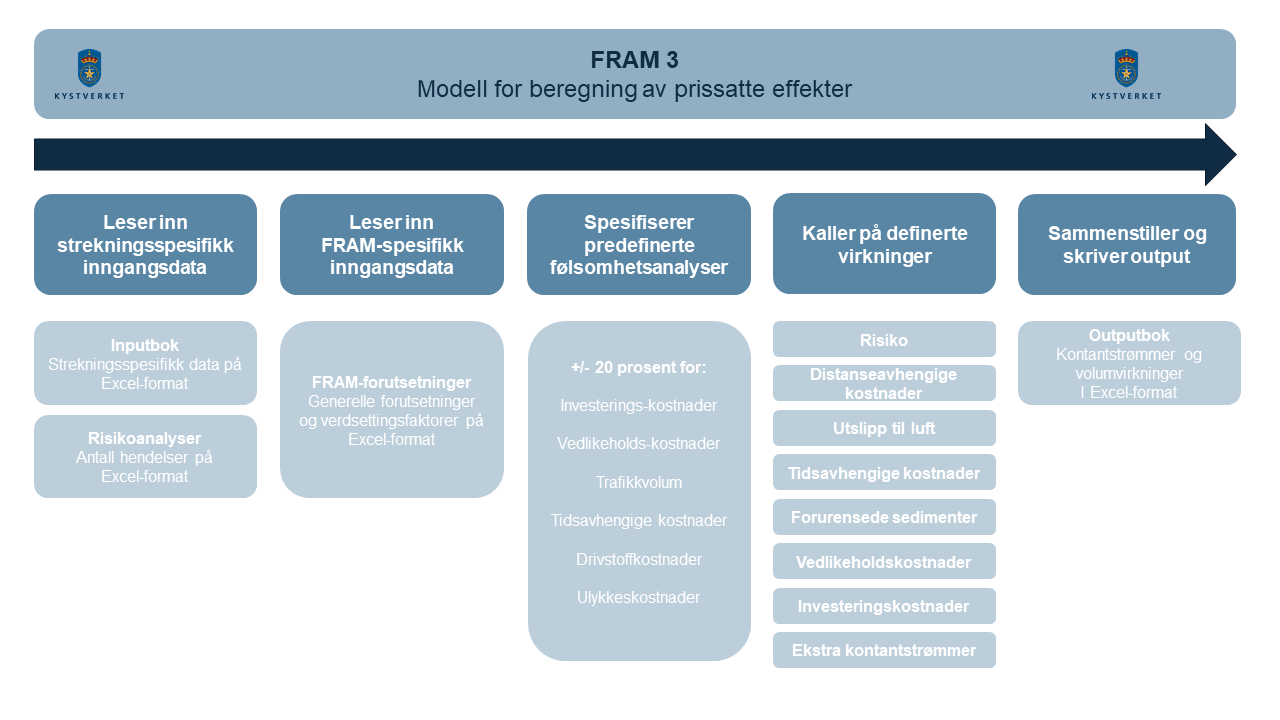 FRAM 3
Modell for beregning av prissatte effekter
KYSTVERKET
KYSTVERKET
Leser inn
strekningsspesifikk
inngangsdata
Leser inn
FRAM-spesifikk
inngangsdata
Spesifiserer
predefinerte
følsomhetsanalyser
Kaller på definerte
virkninger
Sammenstiller og
skriver output
Inputbok
Strekningsspesifikk data på
Excel-format
Risikoanalyser
Antall hendelser på
Excel-format
FRAM-forutsetninger
Generelle forutsetninger
og verdsettingsfaktorer på
Excel-format
+/- 20 prosent for:
Investerings-kostnader
Vedlikeholds-kostnader
Trafikkvolum
Tidsavhengige kostnader
Drivstoffkostnader
Ulykkeskostnader
Risiko
Distanseavhengige
kostnader
Utslipp til luft
Tidsavhengige kostnader
Forurensede sedimenter
Vedlikeholdskostnader
Investeringskostnader
Ekstra kontantstrømmer
Outputbok
Kontantstrømmer og
volumvirkninger
I Excel-format